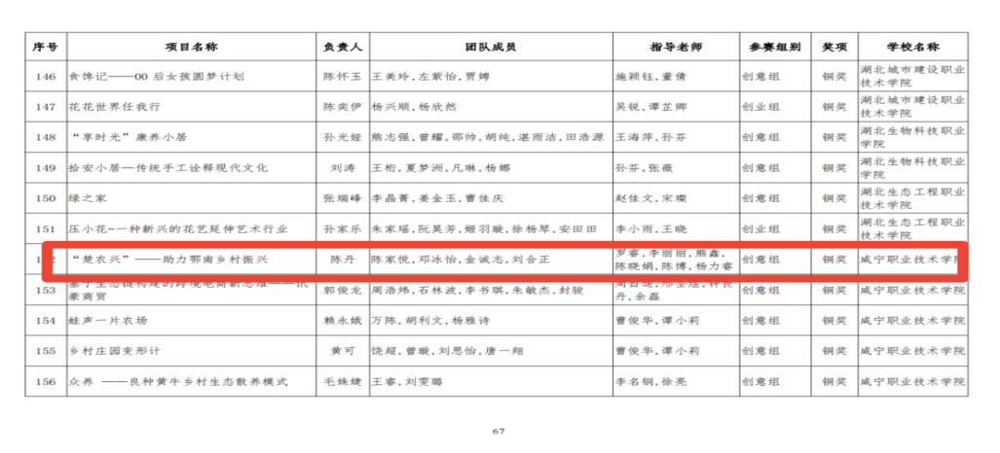 序号 项目名称 负责人 团队成员 指导老师 参赛组别 奖项 学校名称
146 食馋记——00 后女孩圆梦计划 陈怀玉 王美玲,左紫怡,贾娉 施颖钰,董倩 创意组 铜奖 湖北城市建设职业
技术学院
147 花花世界任我行 陈奕伊 杨兴顺,杨欣然 吴锐,谭芷卿 创业组 铜奖 湖北城市建设职业
技术学院
148 “享时光”康养小居 孙光娅 熊志强,曾耀,邵帅,胡纯,湛雨洁,田浩源 王海萍,孙芬 创意组 铜奖 湖北生物科技职业
学院
149 拾安小居—传统手工诠释现代文化 刘涛 王桁,夏梦洲,凡琳,杨娜 孙芬,张薇 创意组 铜奖 湖北生物科技职业
学院
150 绿之家 张瑞峰 李晶菁,姜金玉,曹佳庆 赵佳文,宋璨 创意组 铜奖 湖北生态工程职业
技术学院
151 压小花-一种新兴的花艺延伸艺术行业 孙家乐 朱家瑶,阮昊芳,姬羽璇,徐杨琴,安田田 李小雨,王晓 创业组 铜奖 湖北生态工程职业
技术学院
“楚农兴”——助力鄂南乡村振兴 陈丹 陈家悦,邓冰怡,金诚志,刘合正 罗睿,李丽丽,熊鑫,
陈晓娟,陈博,杨力睿 创意组 铜奖 咸宁职业技术学院
153 基于生态链构建的跨境电商新思维——
豪商贸 郭俊龙 周浩炜,石林波,李书琪,朱敏杰,封骏
丹,余磊 创意组 铜奖 咸宁职业技术学院
154 蛙声一片农场 赖永娥 万陈,胡利文,杨雅诗 曹俊华,谭小莉 创意组 铜奖 咸宁职业技术学院
155 乡村庄园变形计 黄可 饶超,曾璇,刘思怡,唐一翔 曹俊华,谭小莉 创意组 铜奖 咸宁职业技术学院
156 众养 ——良种黄牛乡村生态散养模式 毛姝婕 王睿,刘雯璐 李名钢,徐亮 创意组 铜奖 咸宁职业技术学院
67